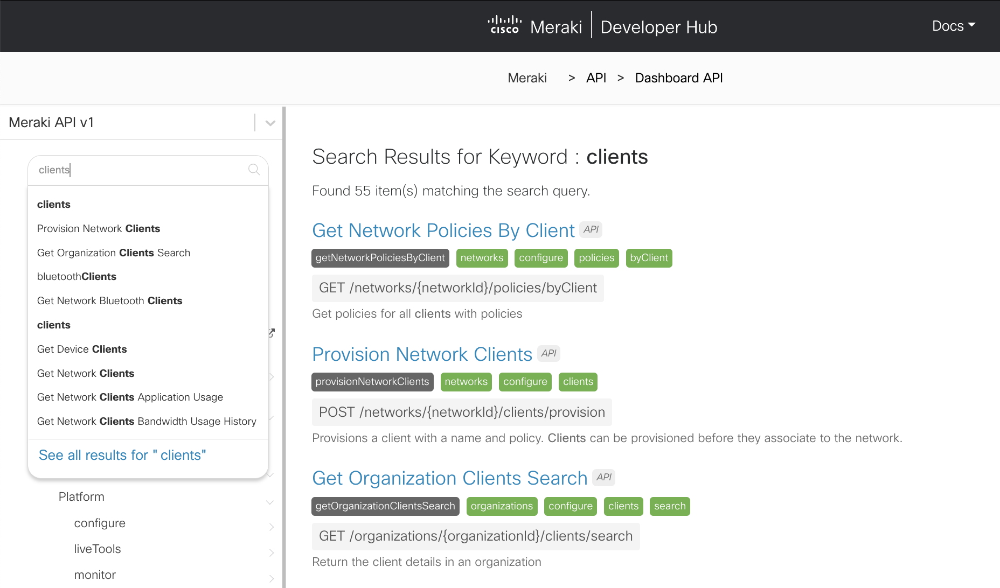 cisco Meraki Developer Hub
Docs
Meraki > API > Dashboard API
Meraki API v1
clients
clients
Provision Network Clients
Get Organization Clients Search
bluetoothClients
Get Network Bluetooth Clients
clients
Get Device Clients
Get Network Clients
Get Network Clients Application Usage
Get Network Clients Bandwidth Usage History
See all results for " clients"
Platform
configure
liveTools
monitor
Search Results for Keyword : clients
Found 55 item(s) matching the search query.
Get Network Policies By Client API
getNetworkPoliciesByClient networks configure policies byClient
GET /networks/{networkId}/policies/byClient
Get policies for all clients with policies
Provision Network Clients API
provisionNetworkClients networks configure clients
POST /networks/{networkId}/clients/provision
Provisions a client with a name and policy. Clients can be provisioned before they associate to the network.
Get Organization Clients Search API
getOrganizationClientsSearch organizations configure clients search
GET /organizations/{organizationId}/clients/search
Return the client details in an organization